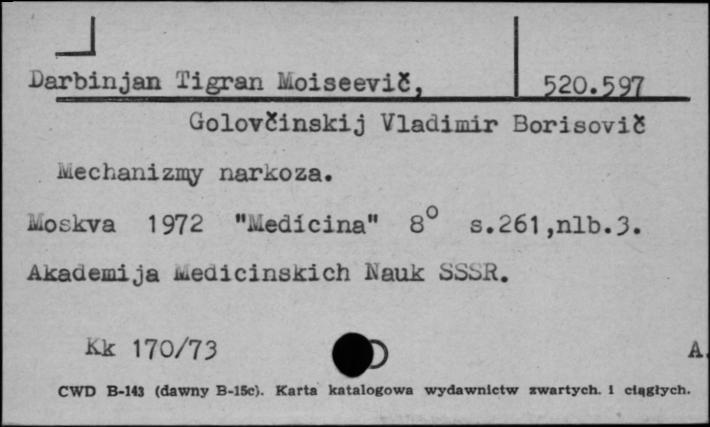 Darbinjan Tigran Moiseevič, 520.597
Golovčinskij Vladimir Borisovič
Mechanizmy narkoza.
Moskva 1972 "Medicina" 8° s.261,nlb.3.
Akademija Medicinskich Nauk SSSR.
Kk 170/73 A.
CWD B-143 (dawny B-15c). Karta katalogowa wydawnictw zwartych. i ciągłych.